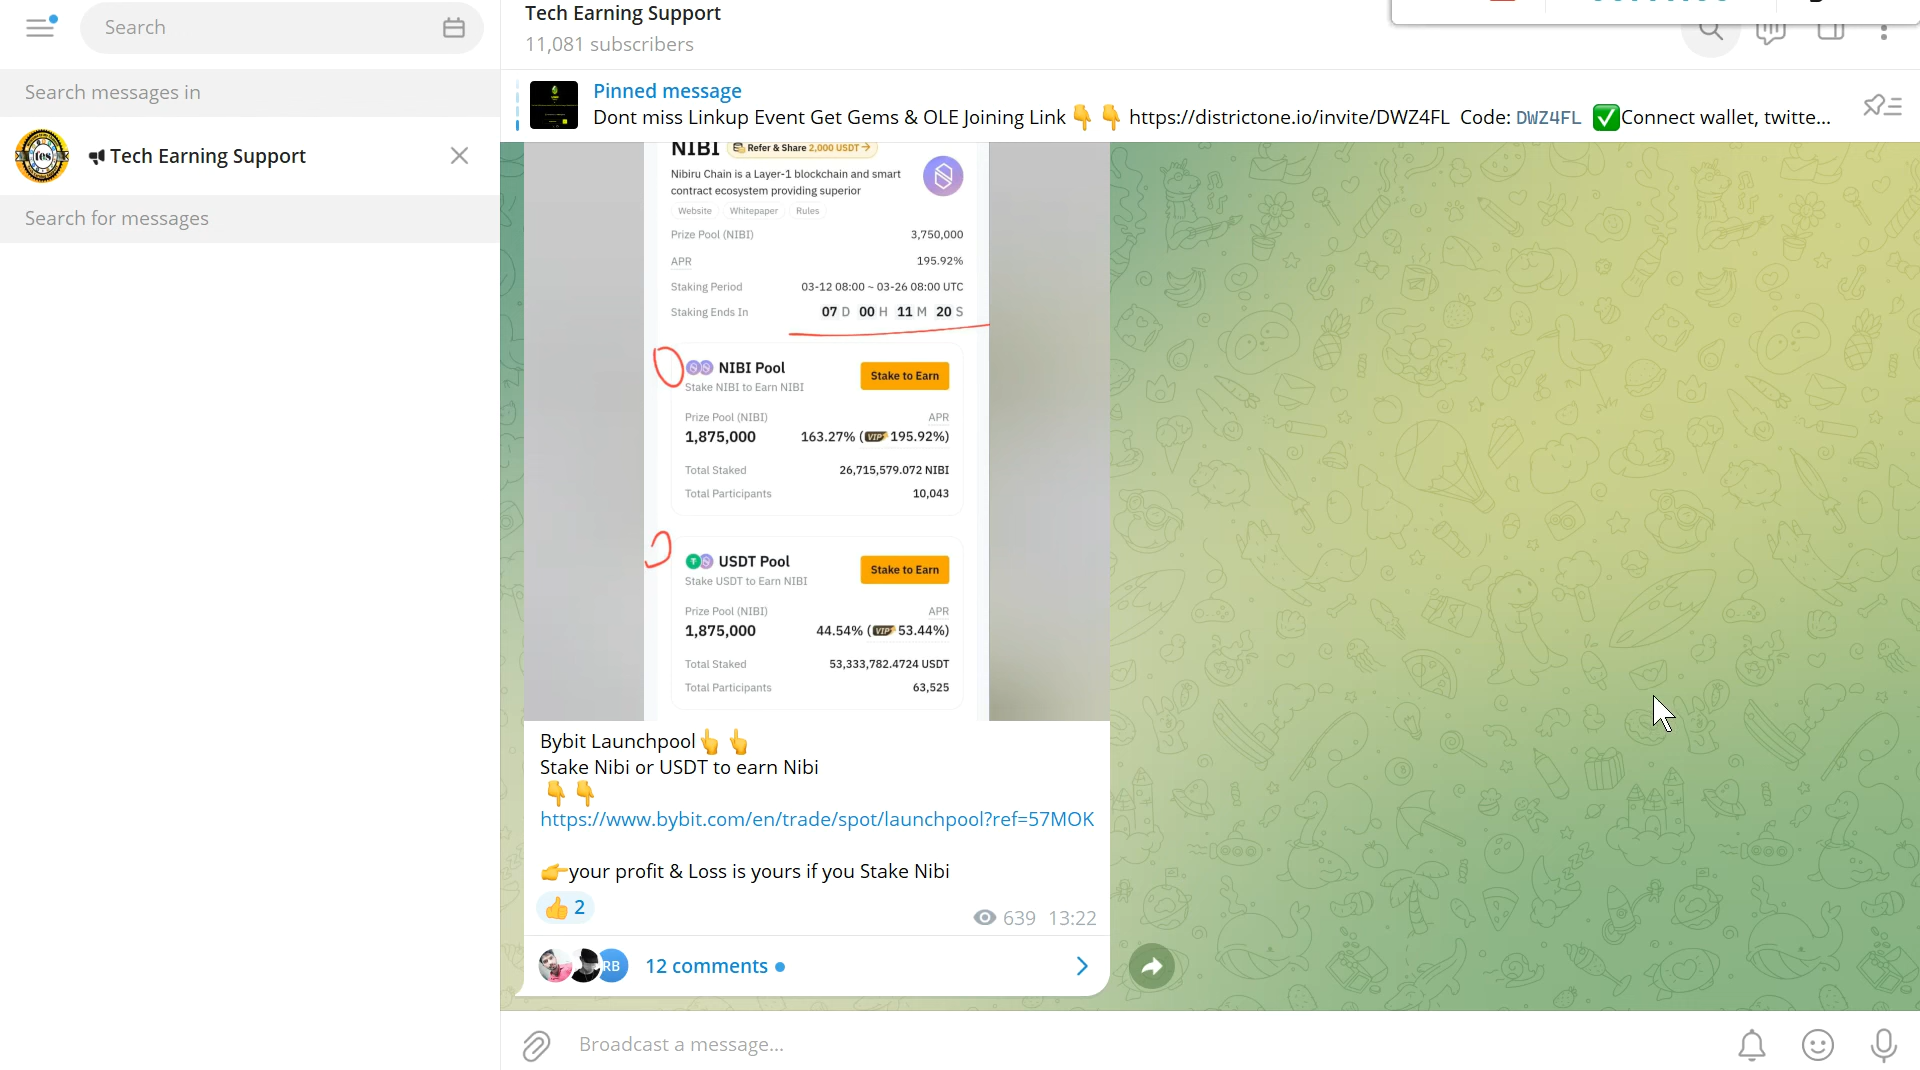 Search
Search messages in
Tech Earning Support
Search for messages
Tech Earning Support
11,081 subscribers
Pinned message
Dont miss Linkup Event Get Gems & OLE Joining Link 👇 👇 https://districtone.io/invite/DWZ4FL Code: DWZ4FL ✅Connect wallet, twitte...
NIBI Refer & Share 2,000 USDT→
Nibiru Chain is a Layer-1 blockchain and smart
contract ecosystem providing superior
Website Whitepaper Rules
Prize Pool (NIBI) 3,750,000
APR 195.92%
Staking Period 03-12 08:00 ~ 03-26 08:00 UTC
Staking Ends In 07 D 00 H 11 M 20 S
NIBI Pool Stake to Earn
Stake NIBI to Earn NIBI
Prize Pool (NIBI) APR
1,875,000 163.27% (VIP 195.92%)
Total Staked 26,715,579.072 NIBI
Total Participants 10,043
USDT Pool Stake to Earn
Stake USDT to Earn NIBI
Prize Pool (NIBI) APR
1,875,000 44.54% (VIP 53.44%)
Total Staked 53,333,782.4724 USDT
Total Participants 63,525
Bybit Launchpool👆 👆
Stake Nibi or USDT to earn Nibi
👇 👇
https://www.bybit.com/en/trade/spot/launchpool?ref=57MOK
👉your profit & Loss is yours if you Stake Nibi
👍 2
639 13:22
RB 12 comments
Broadcast a message...